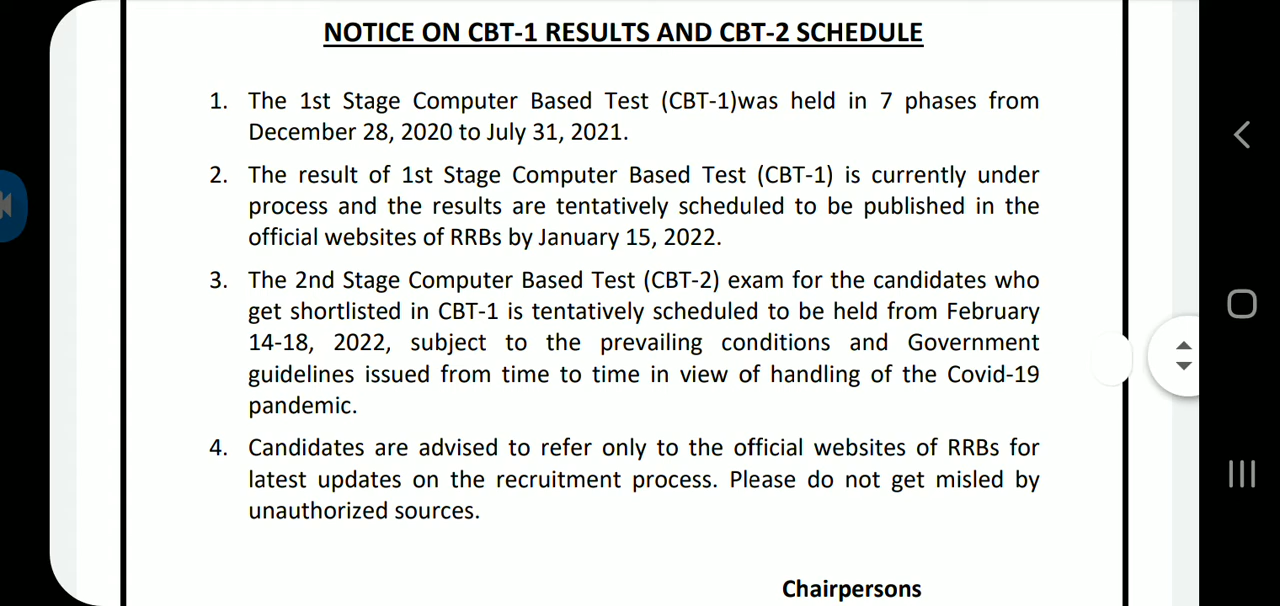 NOTICE ON CBT-1 RESULTS AND CBT-2 SCHEDULE
1. The 1st Stage Computer Based Test (CBT-1)was held in 7 phases from
December 28, 2020 to July 31, 2021.
2. The result of 1st Stage Computer Based Test (CBT-1) is currently under
process and the results are tentatively scheduled to be published in the
official websites of RRBs by January 15, 2022.
3. The 2nd Stage Computer Based Test (CBT-2) exam for the candidates who
get shortlisted in CBT-1 is tentatively scheduled to be held from February
14-18, 2022, subject to the prevailing conditions and Government
guidelines issued from time to time in view of handling of the Covid-19
pandemic.
4. Candidates are advised to refer only to the official websites of RRBs for
latest updates on the recruitment process. Please do not get misled by
unauthorized sources.
Chairpersons